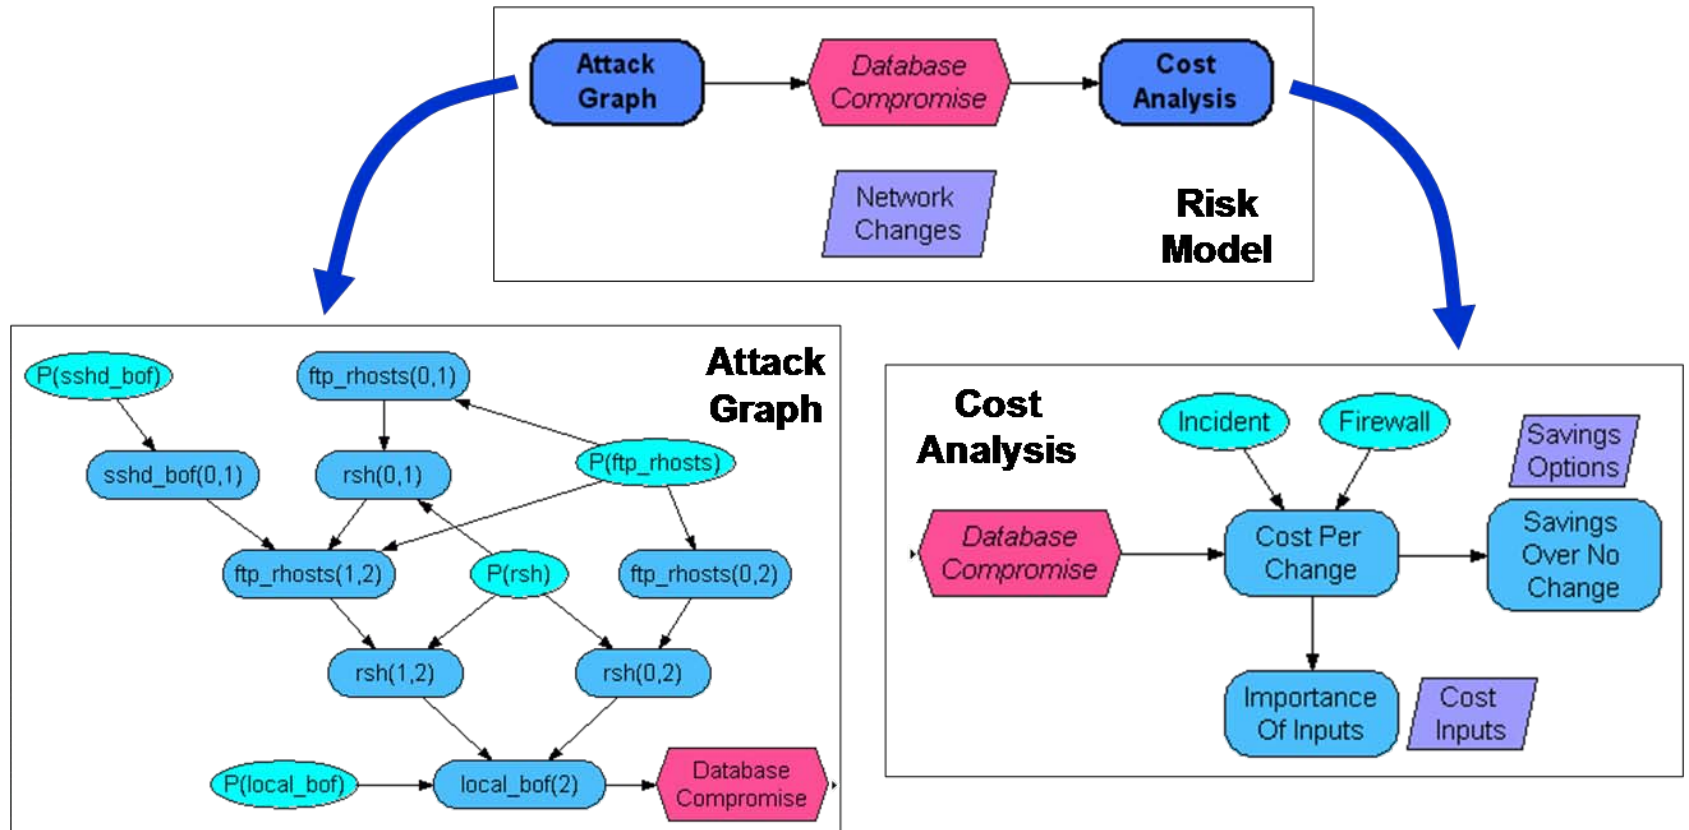 Attack
Graph
Database
Compromise
Cost
Analysis
Network
Changes
Risk
Model
Attack
Graph
P(sshd_bof)
ftp_rhosts(0,1)
sshd_bof(0,1)
rsh(0,1)
P(ftp_rhosts)
ftp_rhosts(1,2)
P(rsh)
ftp_rhosts(0,2)
rsh(1,2)
rsh(0,2)
P(local_bof)
local_bof(2)
Database
Compromise
Cost
Analysis
Incident
Firewall
Savings
Options
Database
Compromise
Cost Per
Change
Savings
Over No
Change
Importance
Of Inputs
Cost
Inputs